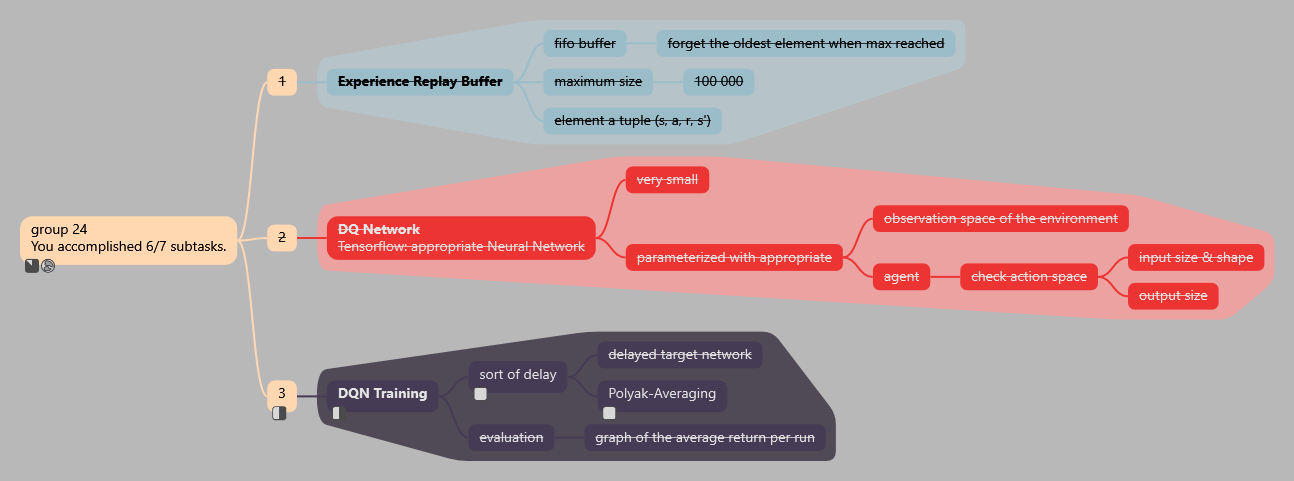 group 24
You accomplished 6/7 subtasks.
1
Experience Replay Buffer
fifo buffer
forget the oldest element when max reached
maximum size
100 000
element a tuple (s, a, r, s')
2
DQ Network
Tensorflow: appropriate Neural Network
very small
parameterized with appropriate
observation space of the environment
agent
check action space
input size & shape
output size
3
DQN Training
sort of delay
delayed target network
Polyak-Averaging
evaluation
graph of the average return per run